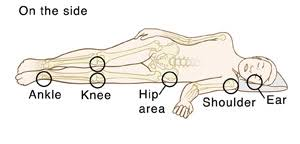 On the side
Ankle
Knee
Hip
area
Shoulder
Ear